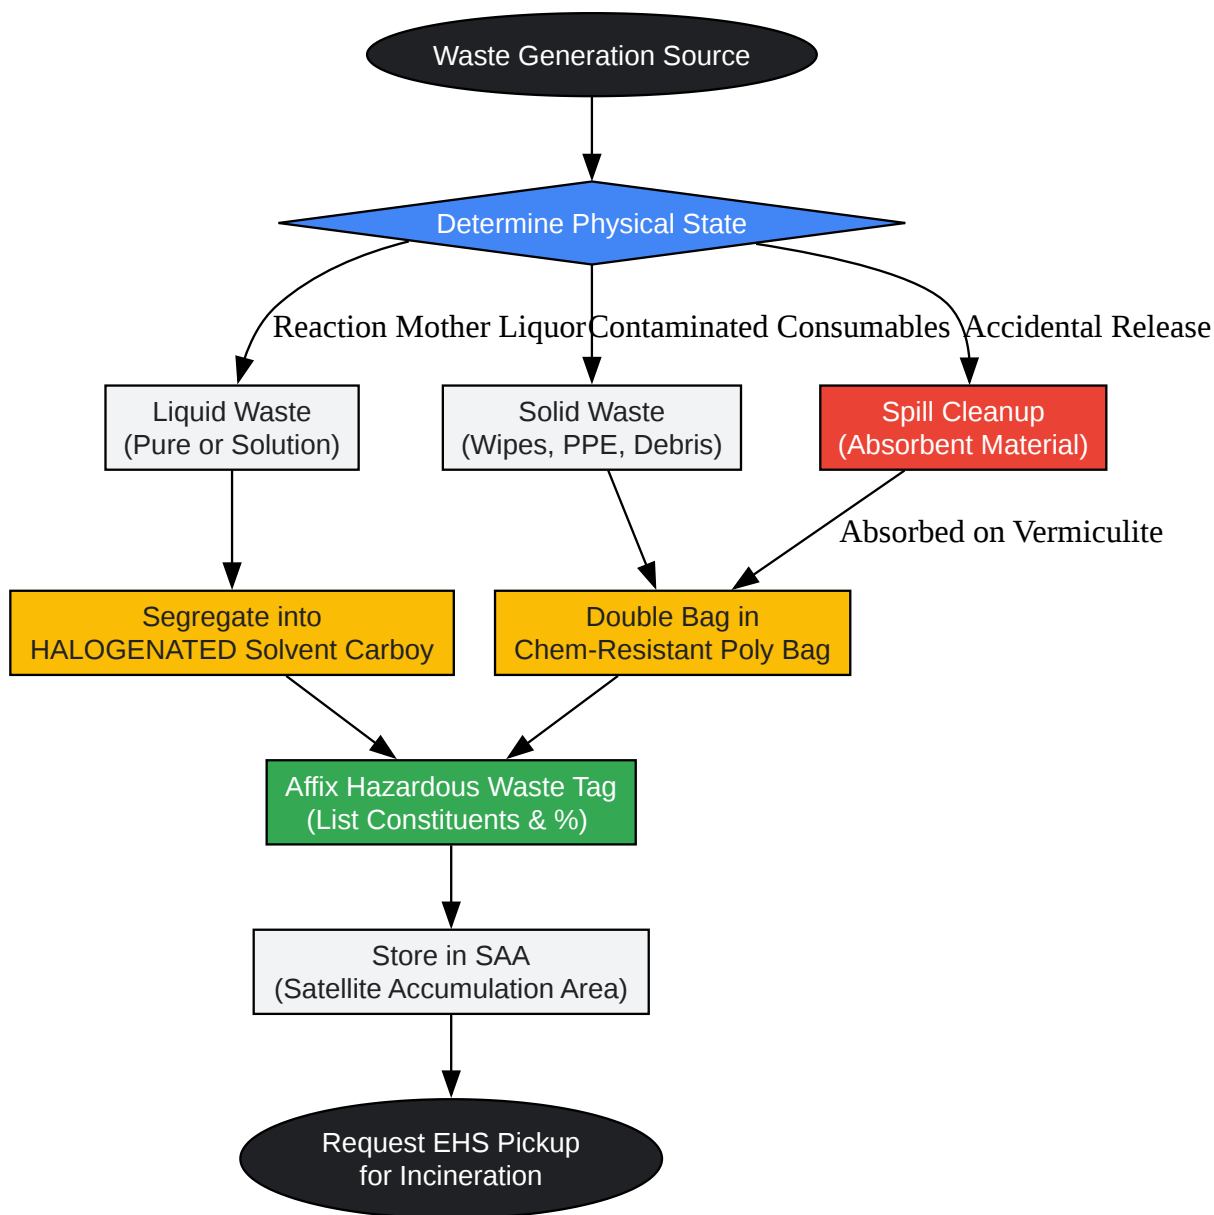 Waste Generation Source
Determine Physical State
Reaction Mother Liquor
Contaminated Consumables
Accidental Release
Liquid Waste
(Pure or Solution)
Solid Waste
(Wipes, PPE, Debris)
Spill Cleanup
(Absorbent Material)
Absorbed on Vermiculite
Segregate into
HALOGENATED Solvent Carboy
Double Bag in
Chem-Resistant Poly Bag
Affix Hazardous Waste Tag
(List Constituents & %)
Store in SAA
(Satellite Accumulation Area)
Request EHS Pickup
for Incineration